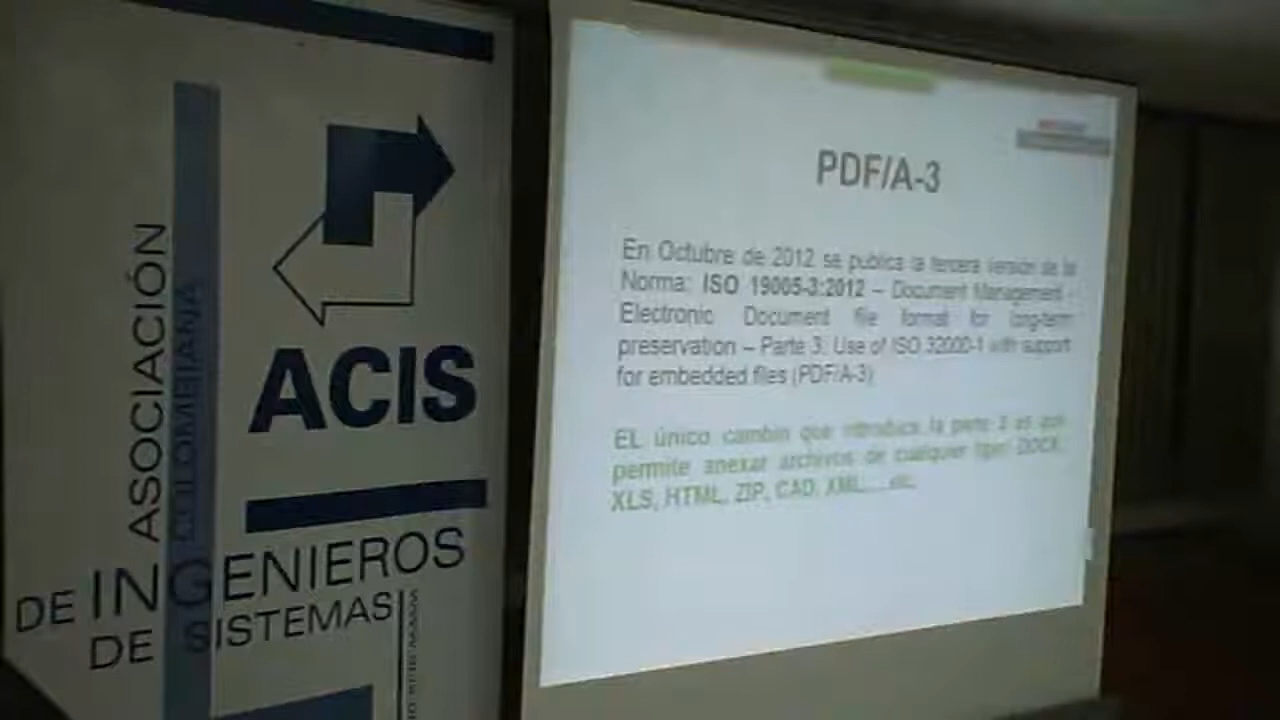 ASOCIACIÓN
COLOMBIANA
ACIS
DE INGENIEROS
DE SISTEMAS
PDF/A-3
En Octubre de 2012 se publica la tercera versión de la
Norma: ISO 19005-3:2012 – Document Management -
Electronic Document file format for long-term
preservation – Parte 3: Use of ISO 32000-1 with support
for embedded files (PDF/A-3)
EL único cambio que introduce la parte 3 es que
permite anexar archivos de cualquier tipo: DOCX,
XLS, HTML, ZIP, CAD, XML.... etc.